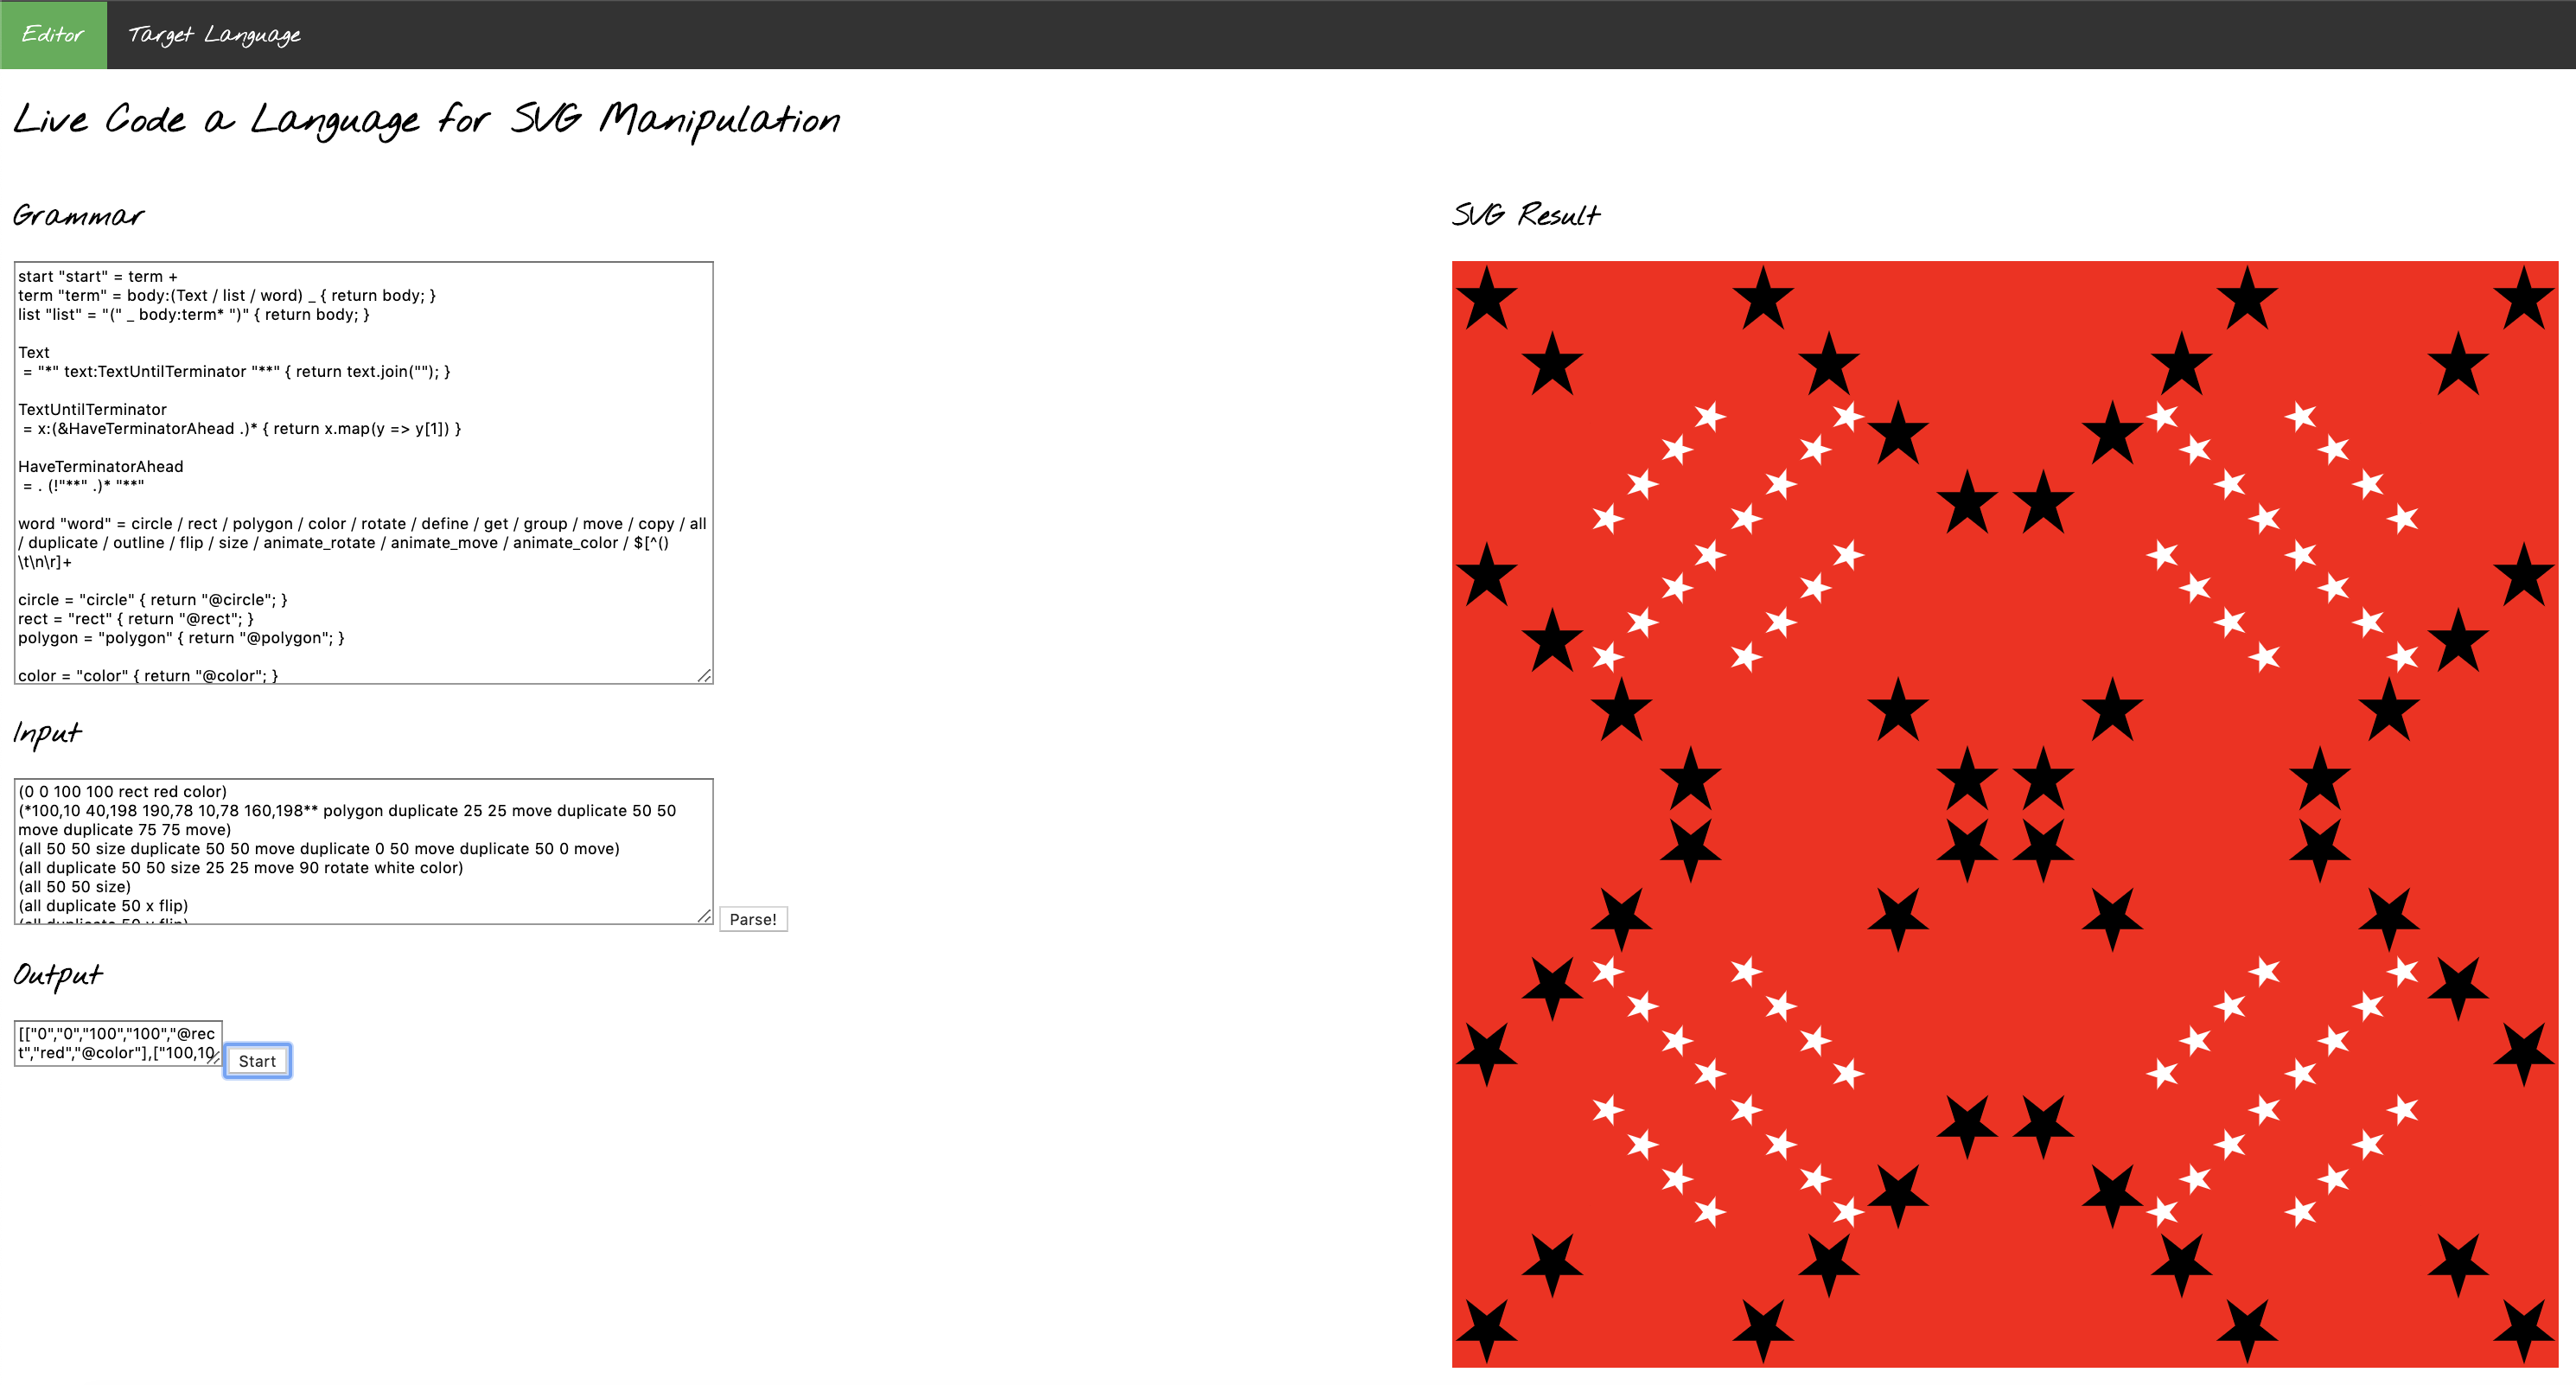 Editor
Target Language
Live Code a Language for SVG Manipulation
Grammar
start "start" = term +
term "term" = body:(Text / list / word) _ { return body; }
list "list" = "(" _ body:term* ")" { return body; }
Text
= "*" text:TextUntilTerminator "**" { return text.join(""); }
TextUntilTerminator
= x:(&HaveTerminatorAhead .)* { return x.map(y => y[1]) }
HaveTerminatorAhead
= . (!"**" .)* "**"
word "word" = circle / rect / polygon / color / rotate / define / get / group / move / copy / all
/ duplicate / outline / flip / size / animate_rotate / animate_move / animate_color / $[^()
\t\n\r]+
circle = "circle" { return "@circle"; }
rect = "rect" { return "@rect"; }
polygon = "polygon" { return "@polygon"; }
color = "color" { return "@color"; }
Input
(0 0 100 100 rect red color)
(*100,10 40,198 190,78 10,78 160,198** polygon duplicate 25 25 move duplicate 50 50
move duplicate 75 75 move)
(all 50 50 size duplicate 50 50 move duplicate 0 50 move duplicate 50 0 move)
(all duplicate 50 50 size 25 25 move 90 rotate white color)
(all 50 50 size)
(all duplicate 50 x flip)
(all duplicate 50 y flip)
Parse!
Output
[["0","0","100","100","@rec
t","red","@color"],["100,10
Start
SVG Result